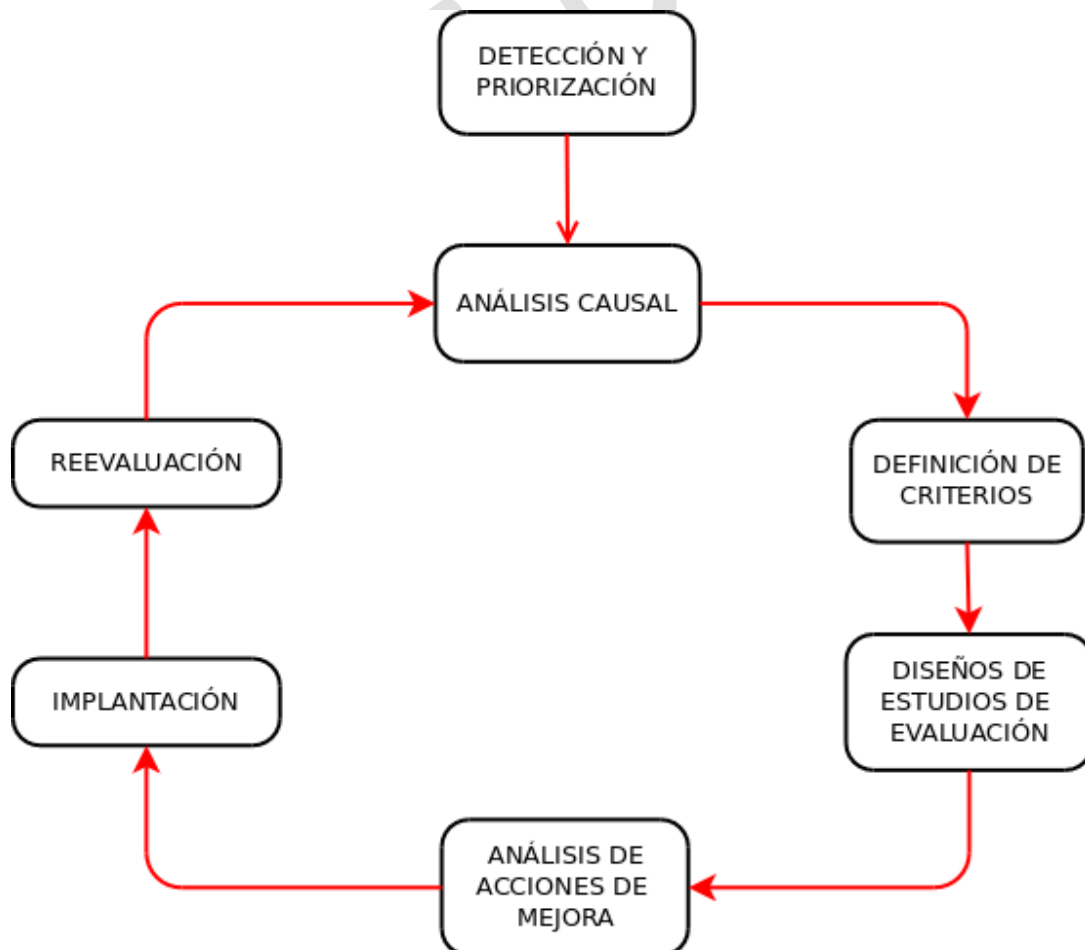 DETECCIÓN Y
PRIORIZACIÓN
ANÁLISIS CAUSAL
DEFINICIÓN DE
CRITERIOS
DISEÑOS DE
ESTUDIOS DE
EVALUACIÓN
ANÁLISIS DE
ACCIONES DE
MEJORA
IMPLANTACIÓN
REEVALUACIÓN